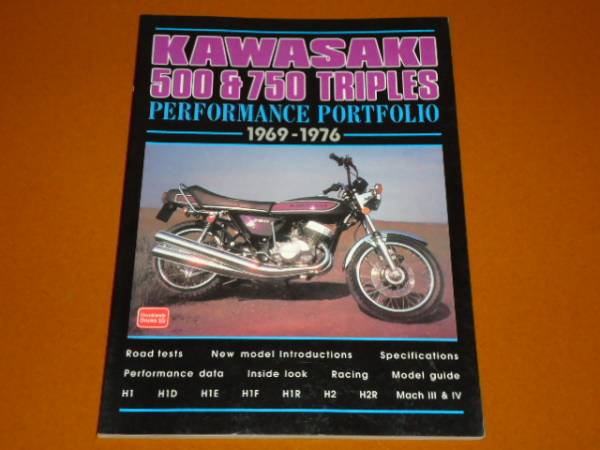 KAWASAKI
500 & 750 TRIPLES
PERFORMANCE PORTFOLIO
1969-1976
Road tests New model Introductions Specifications
Performance data Inside look Racing Model guide
H1 H1D H1E H1F H1R H2 H2R Mach III & IV